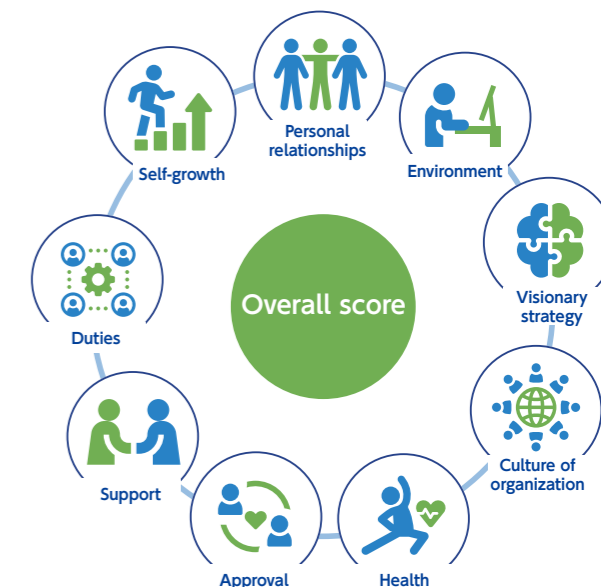 Personal
relationships
Self-growth
Environment
Overall score
Visionary
strategy
Duties
Culture of
organization
Support
Approval
Health